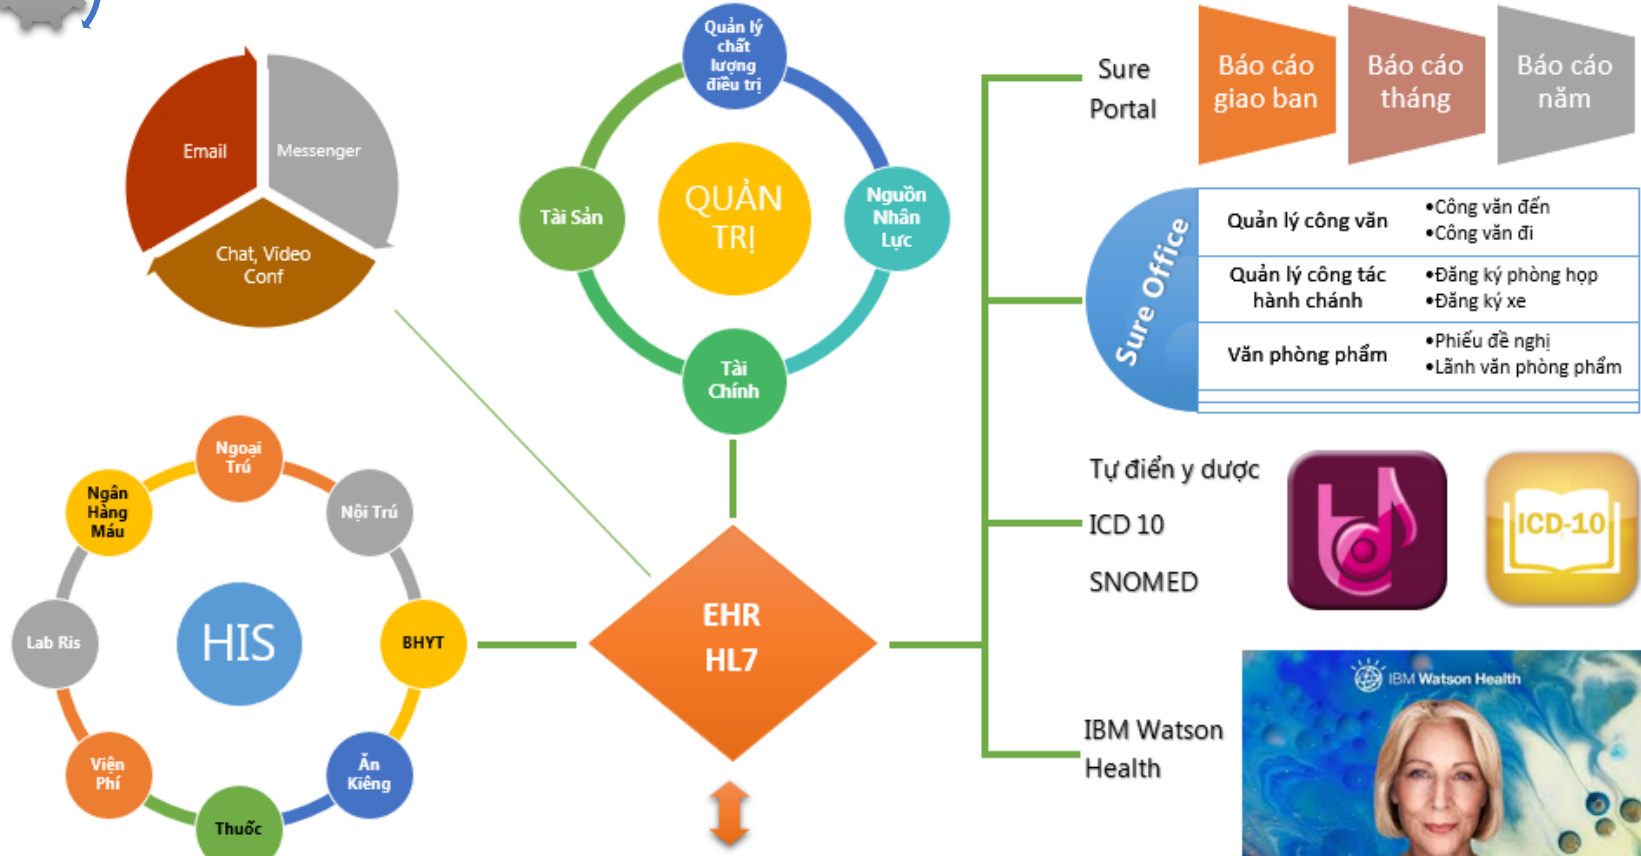 Email
Messenger
Chat, Video
Conf
Quản lý
chất
lượng
điều trị
Tài Sản
QUẢN
TRỊ
Nguồn
Nhân
Lực
Tài
Chính
Sure
Portal
Báo cáo
giao ban
Báo cáo
tháng
Báo cáo
năm
Sure Office
Quản lý công văn
•Công văn đến
•Công văn đi
Quản lý công tác
hành chánh
•Đăng ký phòng họp
•Đăng ký xe
Văn phòng phẩm
•Phiếu đề nghị
•Lãnh văn phòng phẩm
Ngoại
Trú
Ngân
Hàng
Máu
Nội Trú
Lab Ris
HIS
BHYT
Viện
Phí
Ăn
Kiêng
Thuốc
EHR
HL7
Tự điển y dược
ICD 10
SNOMED
td
ICD-10
IBM Watson
Health
IBM Watson Health